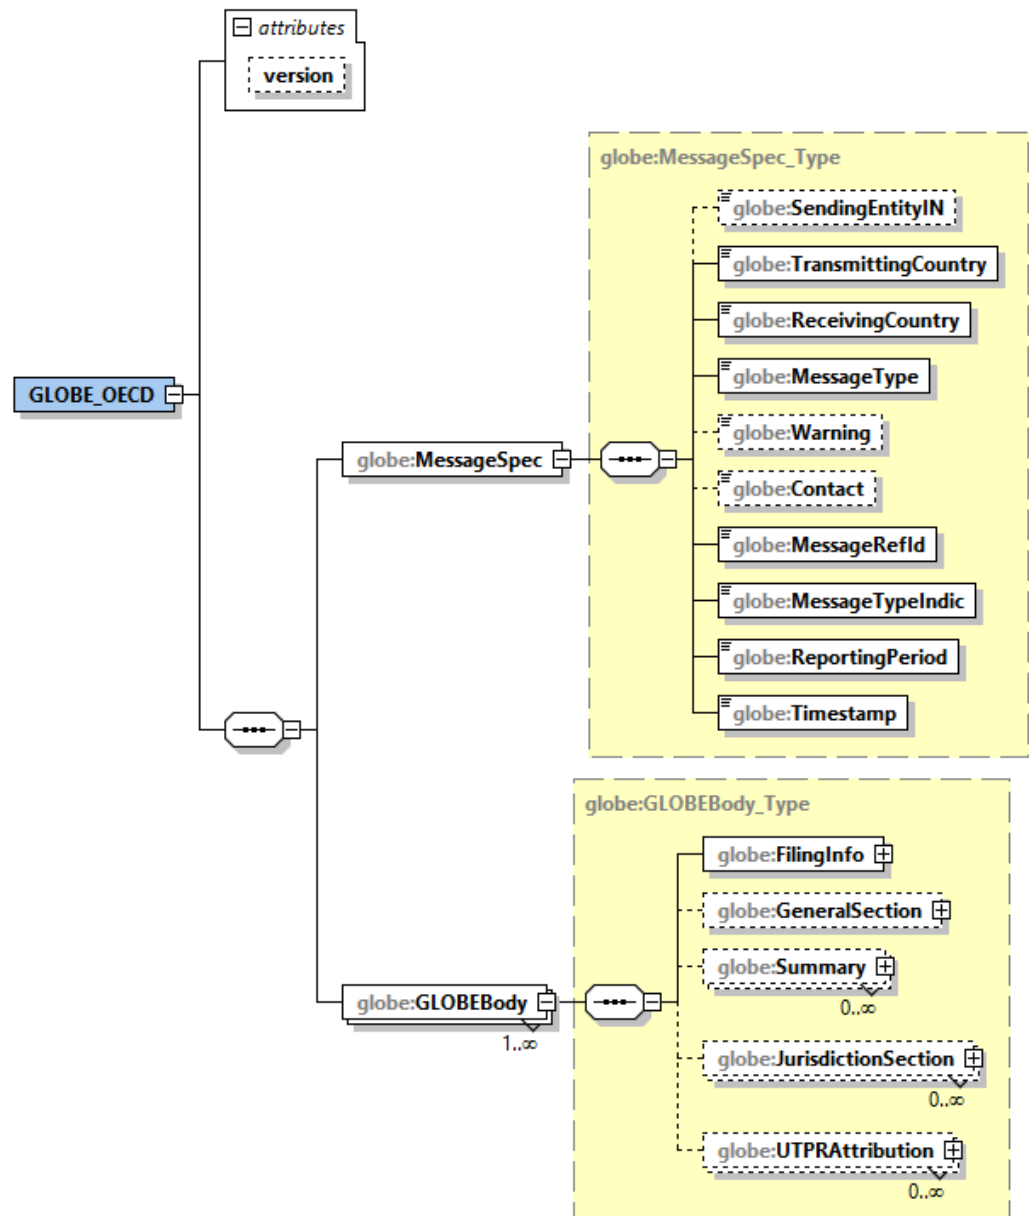 attributes
version
globe:MessageSpec_Type
globe:SendingEntityIN
globe:TransmittingCountry
globe:ReceivingCountry
globe:MessageType
GLOBE_OECD
globe:Warning
globe:MessageSpec
globe:Contact
globe:MessageRefId
globe:MessageTypeIndic
globe:ReportingPeriod
globe:Timestamp
globe:GLOBEBody_Type
globe:FilingInfo
globe:GeneralSection
globe:Summary
0..∞
globe:GLOBEBody
1..∞
globe:JurisdictionSection
0..∞
globe:UTPRAttribution
0..∞